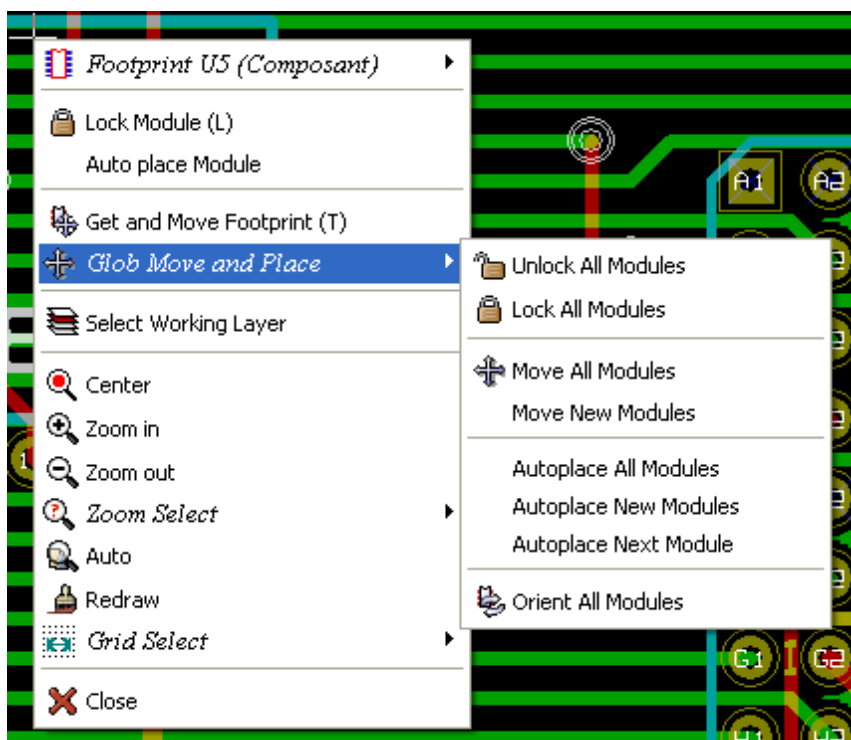 Footprint U5 (Composant)
Lock Module (L)
Auto place Module
Get and Move Footprint (T)
Glob Move and Place
Select Working Layer
Center
Zoom in
Zoom out
Zoom Select
Auto
Redraw
Grid Select
Close
Unlock All Modules
Lock All Modules
Move All Modules
Move New Modules
Autoplace All Modules
Autoplace New Modules
Autoplace Next Module
Orient All Modules
A1 A2
G1 G2
1